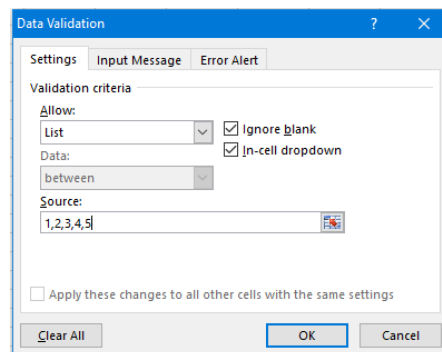 Data Validation ? ×
Settings Input Message Error Alert
Validation criteria
Allow:
List
Ignore blank
Data:
In-cell dropdown
between
Source:
1,2,3,4,5
Apply these changes to all other cells with the same settings
Clear All OK Cancel